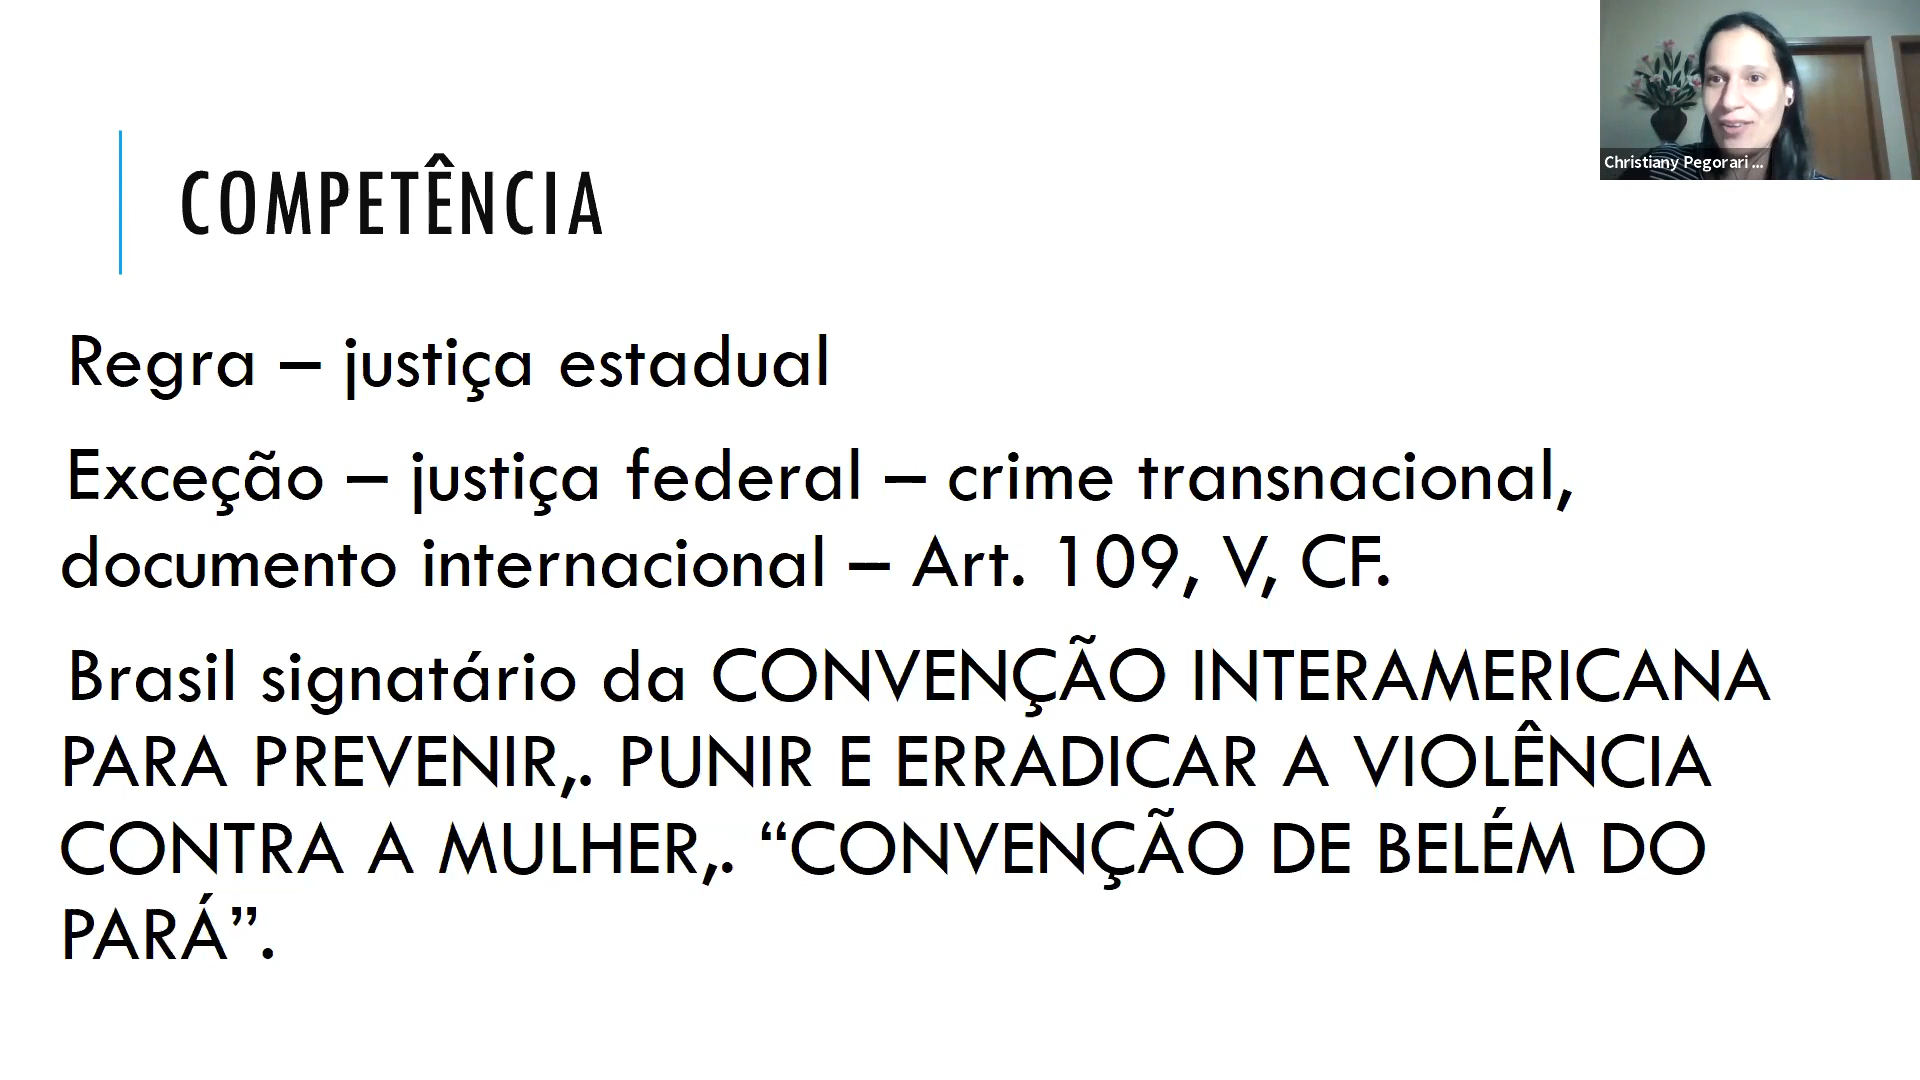 Christiany Pegorari ...
COMPETÊNCIA
Regra – justiça estadual
Exceção – justiça federal – crime transnacional,
documento internacional – Art. 109, V, CF.
Brasil signatário da CONVENÇÃO INTERAMERICANA
PARA PREVENIR,. PUNIR E ERRADICAR A VIOLÊNCIA
CONTRA A MULHER,. “CONVENÇÃO DE BELÉM DO
PARÁ”.